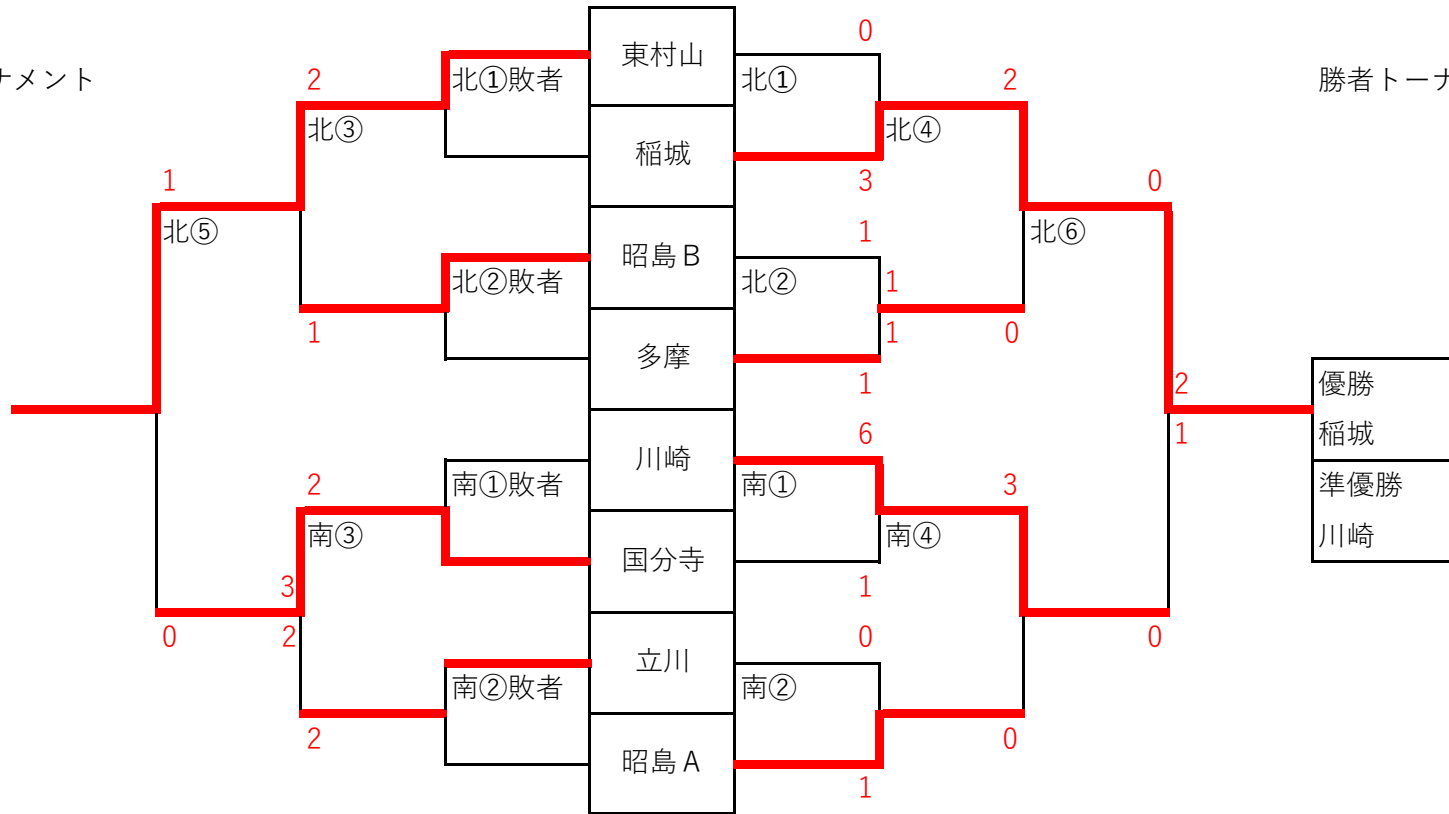 東村山
0
ナメント
2
北①敗者
北①
2
勝者トーナ
北③
北④
稲城
1
3
0
北⑤
1
北⑥
昭島B
北②敗者
北②
1
1
1
0
多摩
1
2
優勝
6
1
稲城
川崎
2
南①敗者
南①
3
準優勝
南③
南④
川崎
国分寺
3
1
0
2
0
0
立川
南②敗者
南②
2
0
昭島A
1